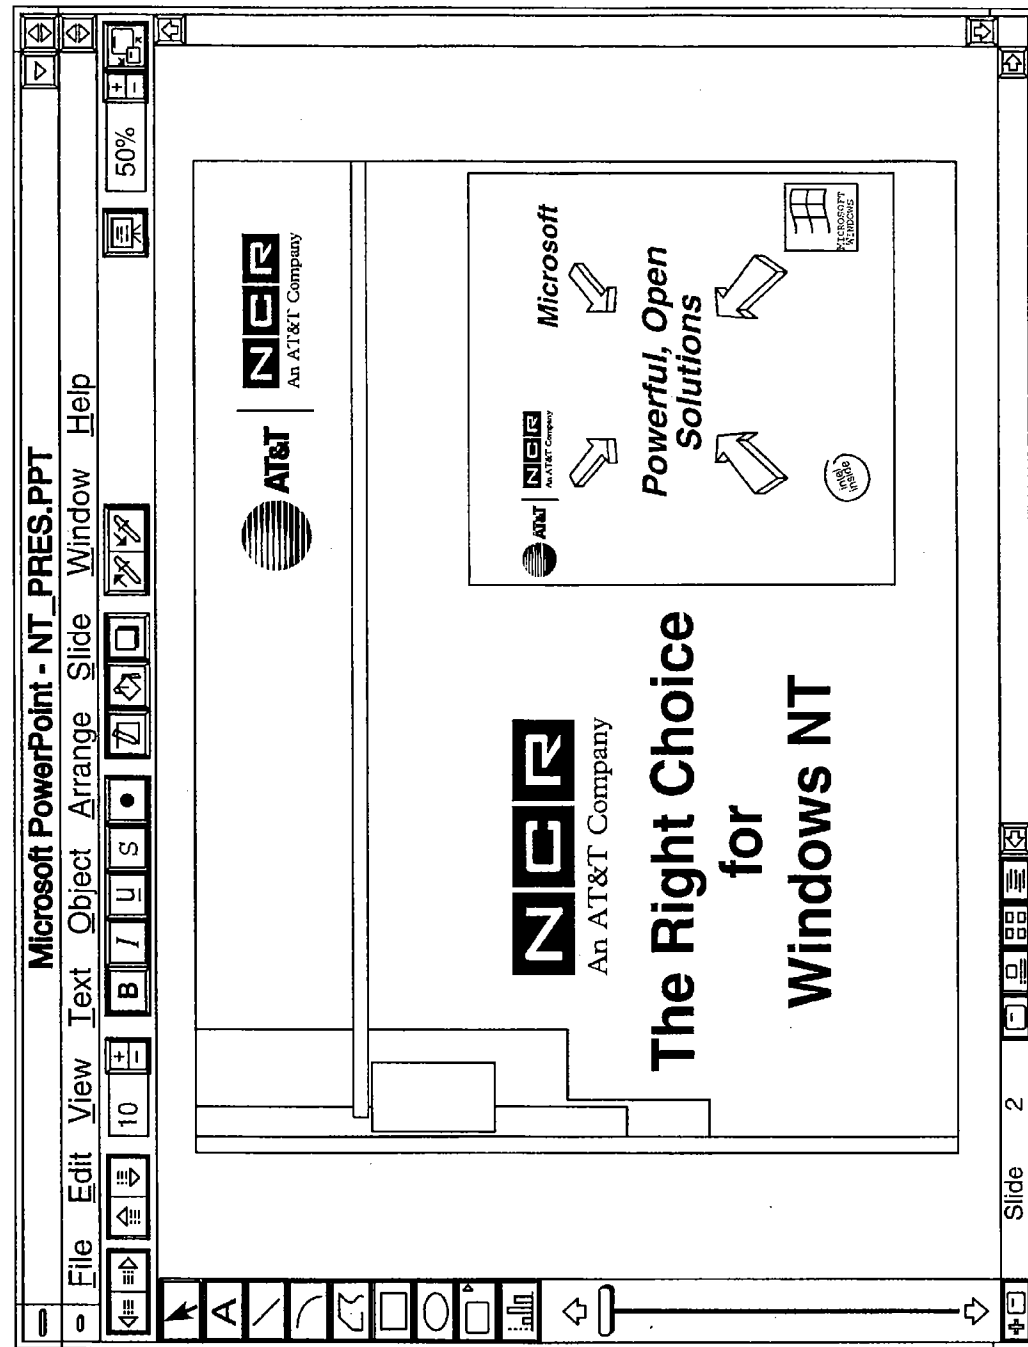 Microsoft PowerPoint - NT_PRES.PPT
File Edit View Text Object Arrange Slide Window Help
10 + - B I U S 50% + -
A
AT&T NCR
An AT&T Company
NCR
An AT&T Company
The Right Choice
for
Windows NT
AT&T NCR
An AT&T Company
Microsoft
Powerful, Open
Solutions
intel
inside
MICROSOFT
WINDOWS
Slide 2